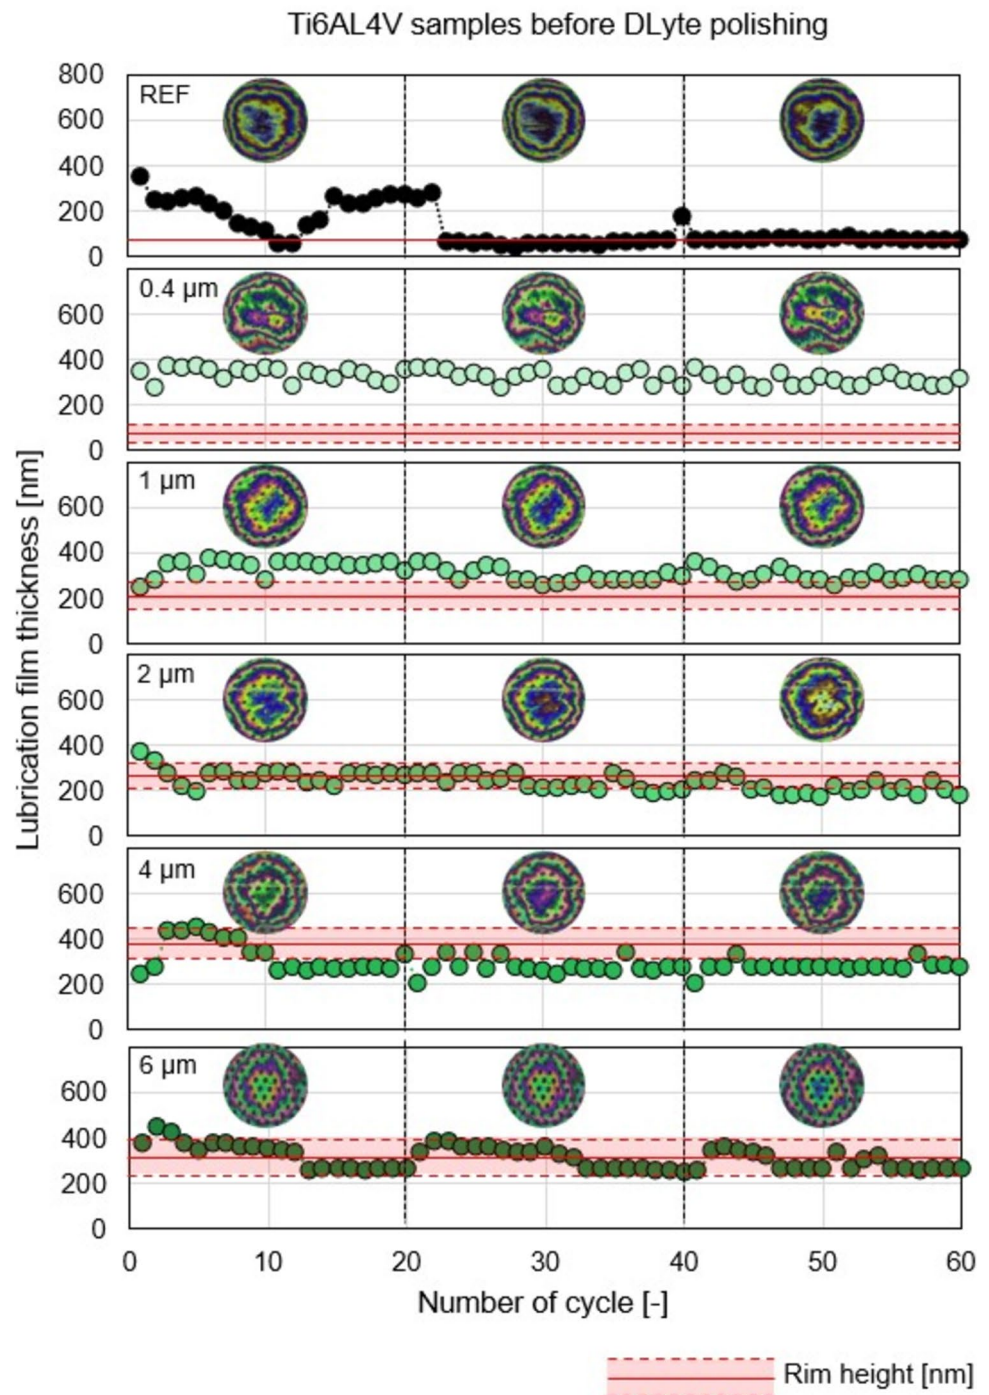 Ti6AL4V samples before DLyte polishing
800
REF
600
400
200
0
0.4 µm
600
400
200
0
1 µm
600
400
200
0
2 µm
600
400
200
0
4 µm
600
400
200
0
6 µm
600
400
200
0
Lubrication film thickness [nm]
0 10 20 30 40 50 60
Number of cycle [-]
Rim height [nm]